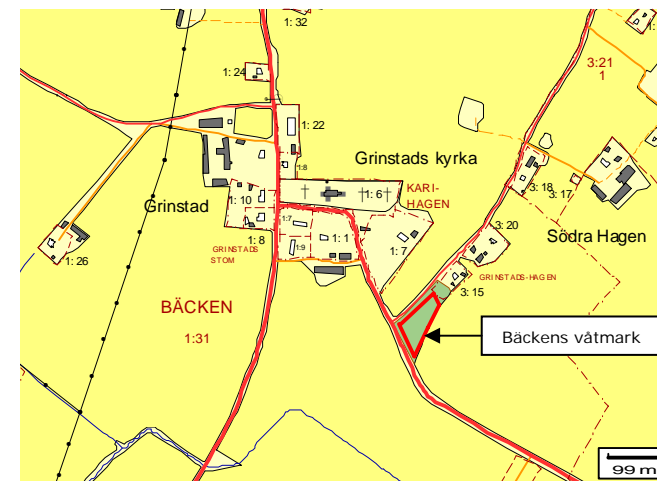 1: 32
3:21
1
1:
1: 24
1: 22
1:8
Grinstads kyrka
3: 18
3: 17
1: 6
KARI-
HAGEN
1: 10
Grinstad
1:7
3: 20
1: 8
1: 1
Södra Hagen
GRINSTADS
STOM
1:9
1: 7
1: 26
GRINSTADS-HAGEN
3: 15
BÄCKEN
1:31
Bäckens våtmark
99 m